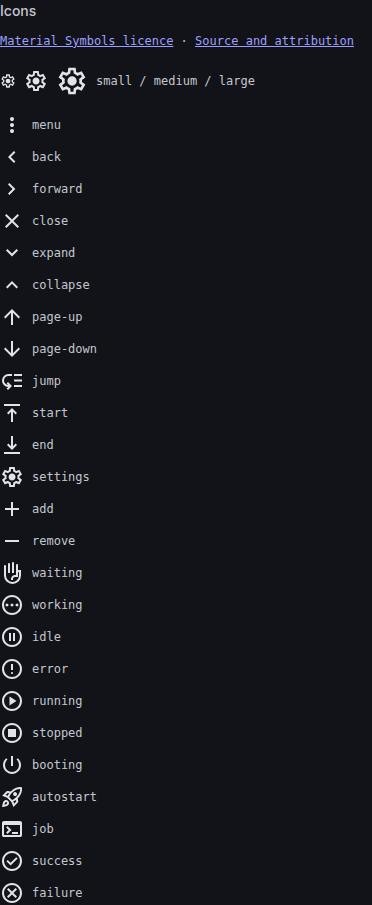 Icons
Material Symbols licence · Source and attribution
small / medium / large
menu
back
forward
close
expand
collapse
page-up
page-down
jump
start
end
settings
add
remove
waiting
working
idle
error
running
stopped
booting
autostart
job
success
failure